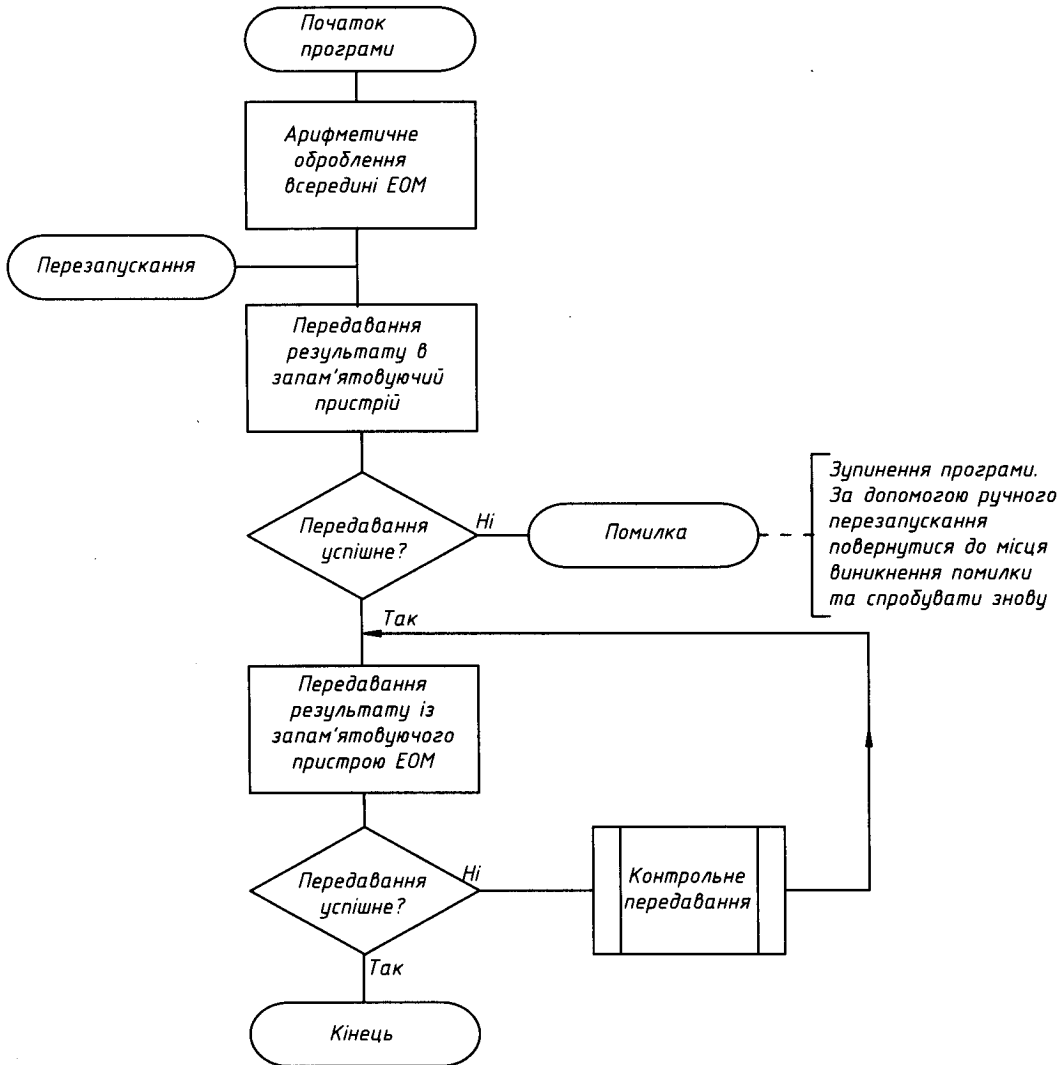 Початок
програми
Арифметичне
оброблення
всередині ЕОМ
Перезапускання
Передавання
результату в
запам'ятовуючий
пристрій
Передавання
успішне?
Ні
Помилка
Зупинення програми.
За допомогою ручного
перезапускання
повернутися до місця
виникнення помилки
та спробувати знову
Так
Передавання
результату із
запам'ятовуючого
пристрою ЕОМ
Передавання
успішне?
Ні
Контрольне
передавання
Так
Кінець